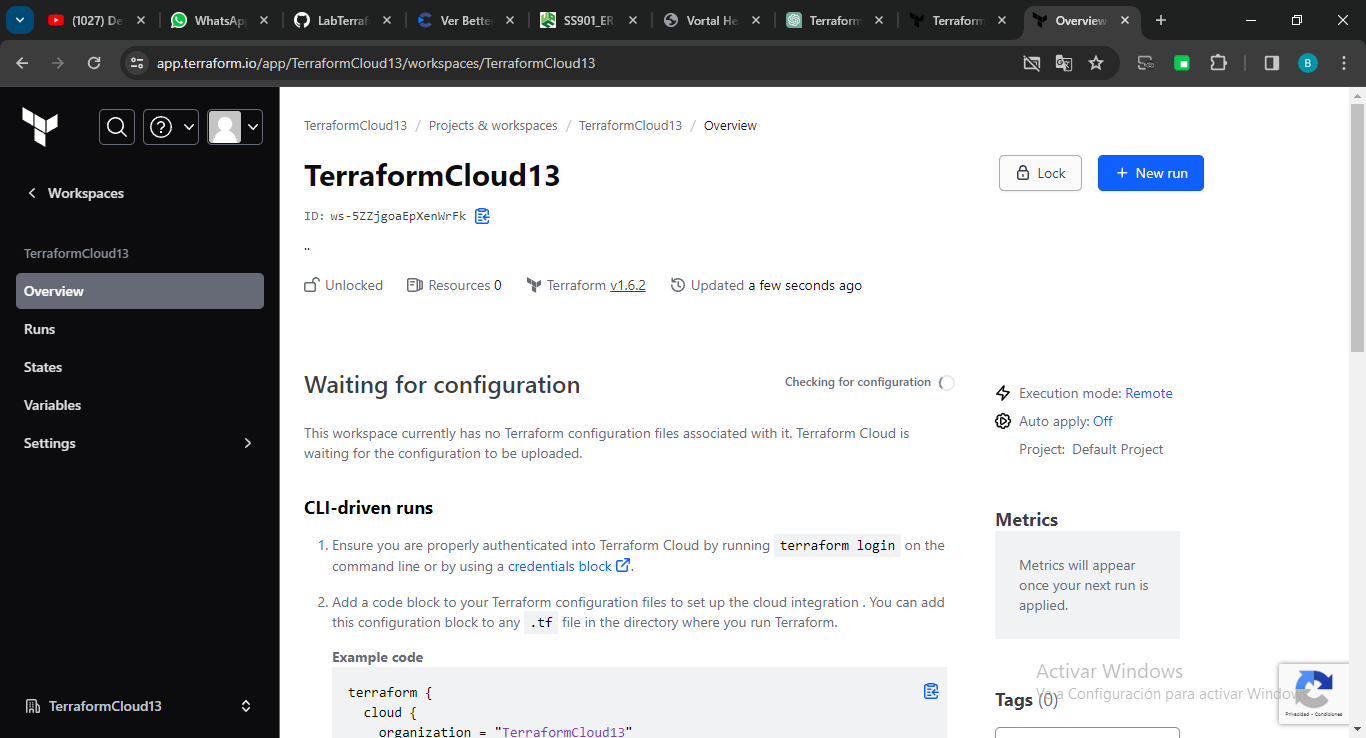 (1027) De
WhatsAp
LabTerraf
Ver Bette
SS901_ER
Vortal He
Terraform
Terraform
Overview
app.terraform.io/app/TerraformCloud13/workspaces/TerraformCloud13
B
Workspaces
TerraformCloud13
Overview
Runs
States
Variables
Settings
TerraformCloud13
TerraformCloud13 / Projects & workspaces / TerraformCloud13 / Overview
TerraformCloud13
Lock
+ New run
ID: ws-5ZZjgoaEpXenWrFk
..
Unlocked
Resources 0
Terraform v1.6.2
Updated a few seconds ago
Waiting for configuration
Checking for configuration
This workspace currently has no Terraform configuration files associated with it. Terraform Cloud is
waiting for the configuration to be uploaded.
CLI-driven runs
1. Ensure you are properly authenticated into Terraform Cloud by running terraform login on the
command line or by using a credentials block.
2. Add a code block to your Terraform configuration files to set up the cloud integration . You can add
this configuration block to any .tf file in the directory where you run Terraform.
Example code
terraform {
cloud {
organization = "TerraformCloud13"
Execution mode: Remote
Auto apply: Off
Project: Default Project
Metrics
Metrics will appear
once your next run is
applied.
Tags (0)
Activar Windows
Ve a Configuración para activar Windows
Privacidad - Condiciones